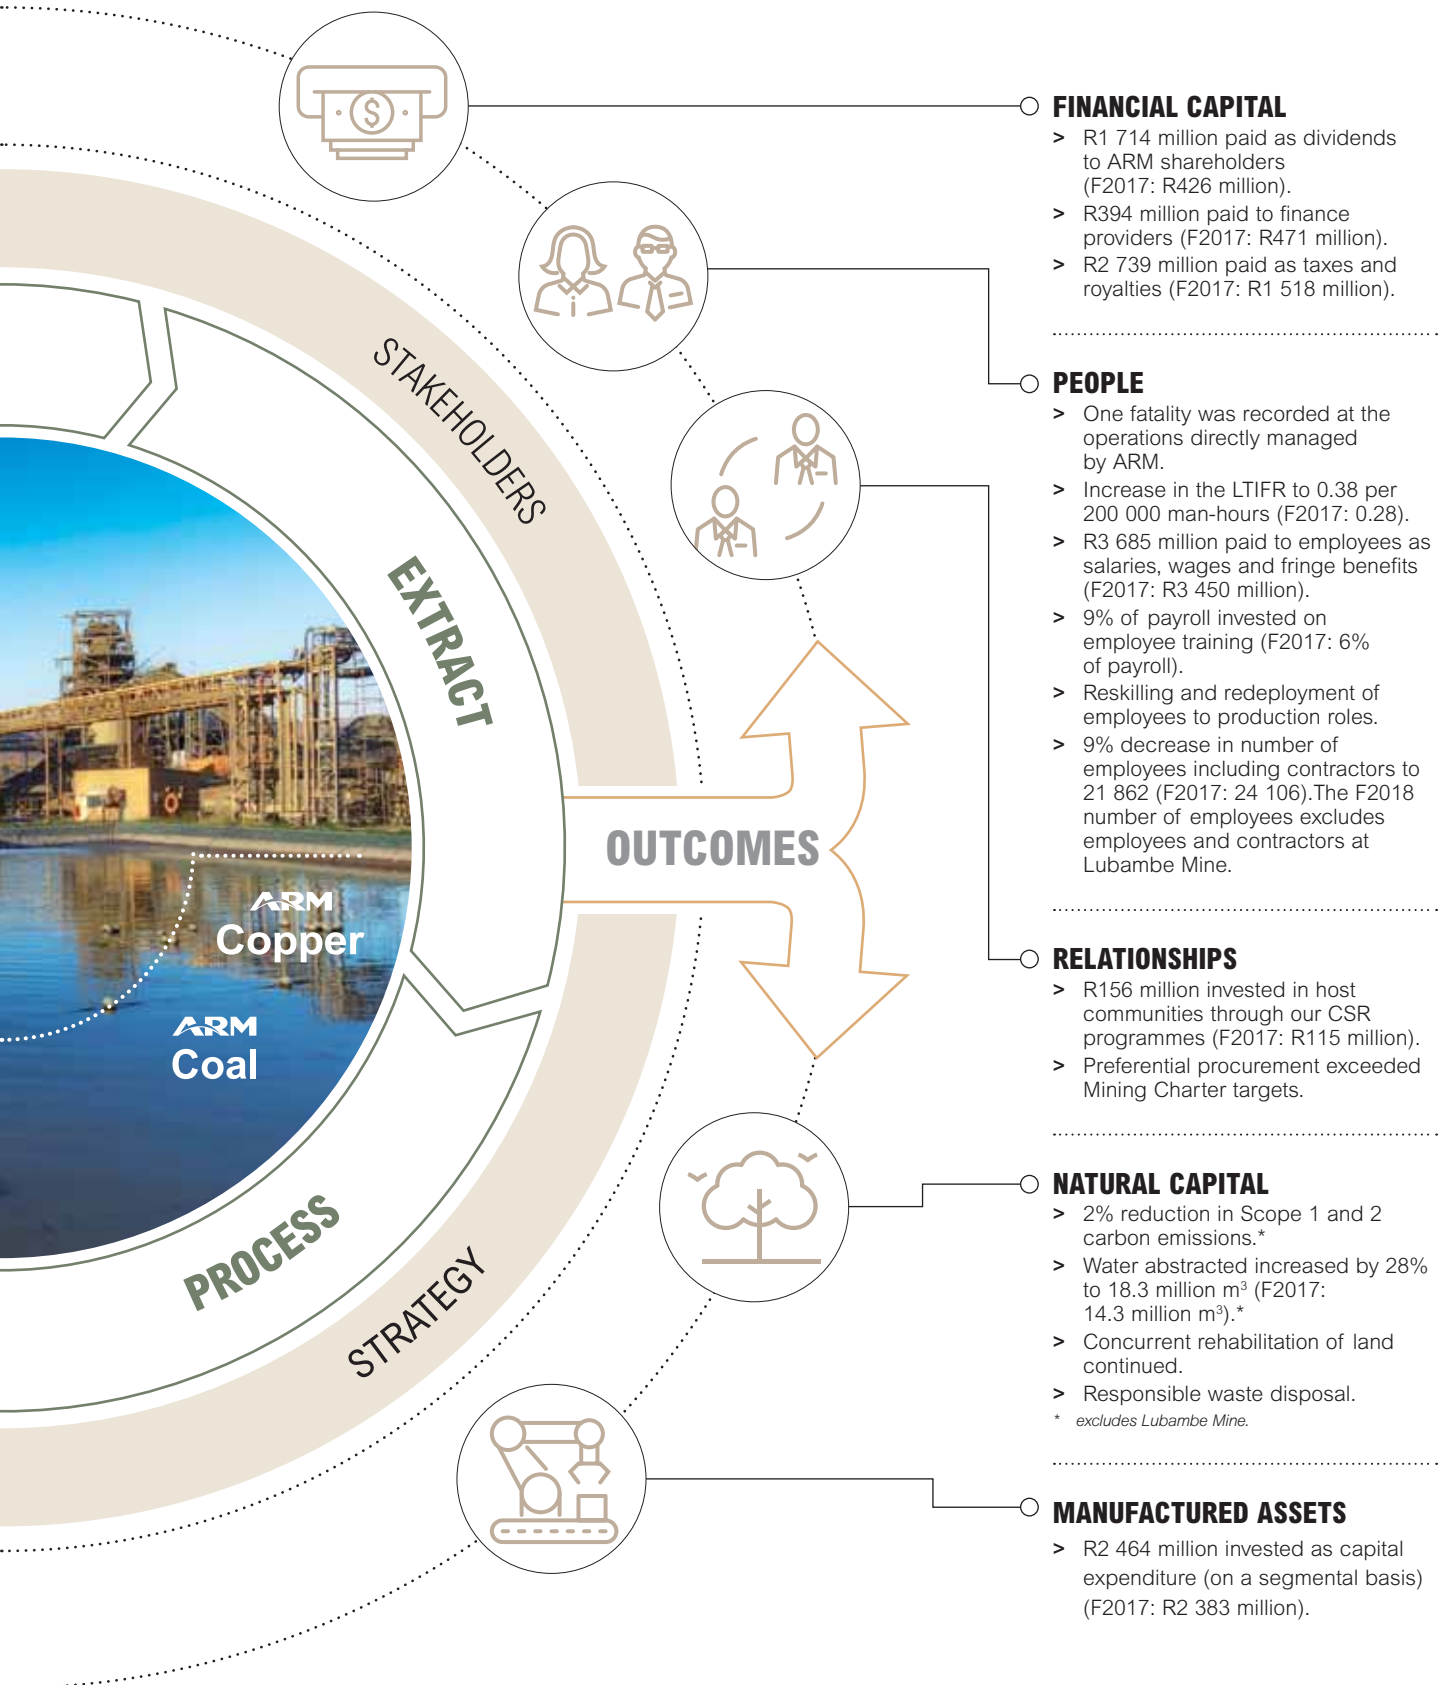 FINANCIAL CAPITAL
> R1 714 million paid as dividends
to ARM shareholders
(F2017: R426 million).
> R394 million paid to finance
providers (F2017: R471 million).
> R2 739 million paid as taxes and
royalties (F2017: R1 518 million).
PEOPLE
> One fatality was recorded at the
operations directly managed
by ARM.
> Increase in the LTIFR to 0.38 per
200 000 man-hours (F2017: 0.28).
> R3 685 million paid to employees as
salaries, wages and fringe benefits
(F2017: R3 450 million).
> 9% of payroll invested on
employee training (F2017: 6%
of payroll).
> Reskilling and redeployment of
employees to production roles.
> 9% decrease in number of
employees including contractors to
21 862 (F2017: 24 106).The F2018
number of employees excludes
employees and contractors at
Lubambe Mine.
RELATIONSHIPS
> R156 million invested in host
communities through our CSR
programmes (F2017: R115 million).
> Preferential procurement exceeded
Mining Charter targets.
NATURAL CAPITAL
> 2% reduction in Scope 1 and 2
carbon emissions.*
> Water abstracted increased by 28%
to 18.3 million m³ (F2017:
14.3 million m³).*
> Concurrent rehabilitation of land
continued.
> Responsible waste disposal.
* excludes Lubambe Mine.
MANUFACTURED ASSETS
> R2 464 million invested as capital
expenditure (on a segmental basis)
(F2017: R2 383 million).
STAKEHOLDERS
EXTRACT
OUTCOMES
ARM
Copper
ARM
Coal
PROCESS
STRATEGY
$